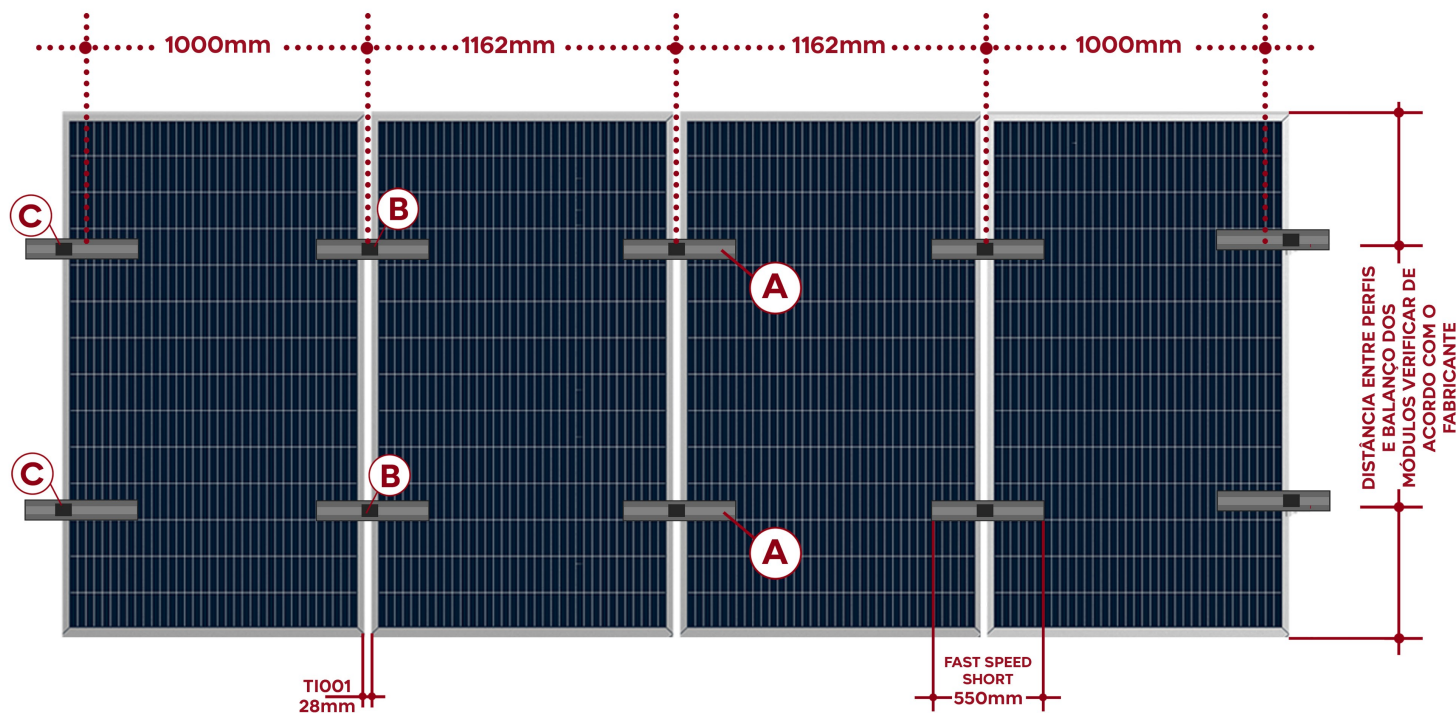 1000mm
1162mm
1162mm
1000mm
C
B
A
C
B
A
DISTÂNCIA ENTRE PERFIS
E BALANÇO DOS
MÓDULOS VERIFICAR DE
ACORDO COM O
FABRICANTE
TI001
28mm
FAST SPEED
SHORT
550mm